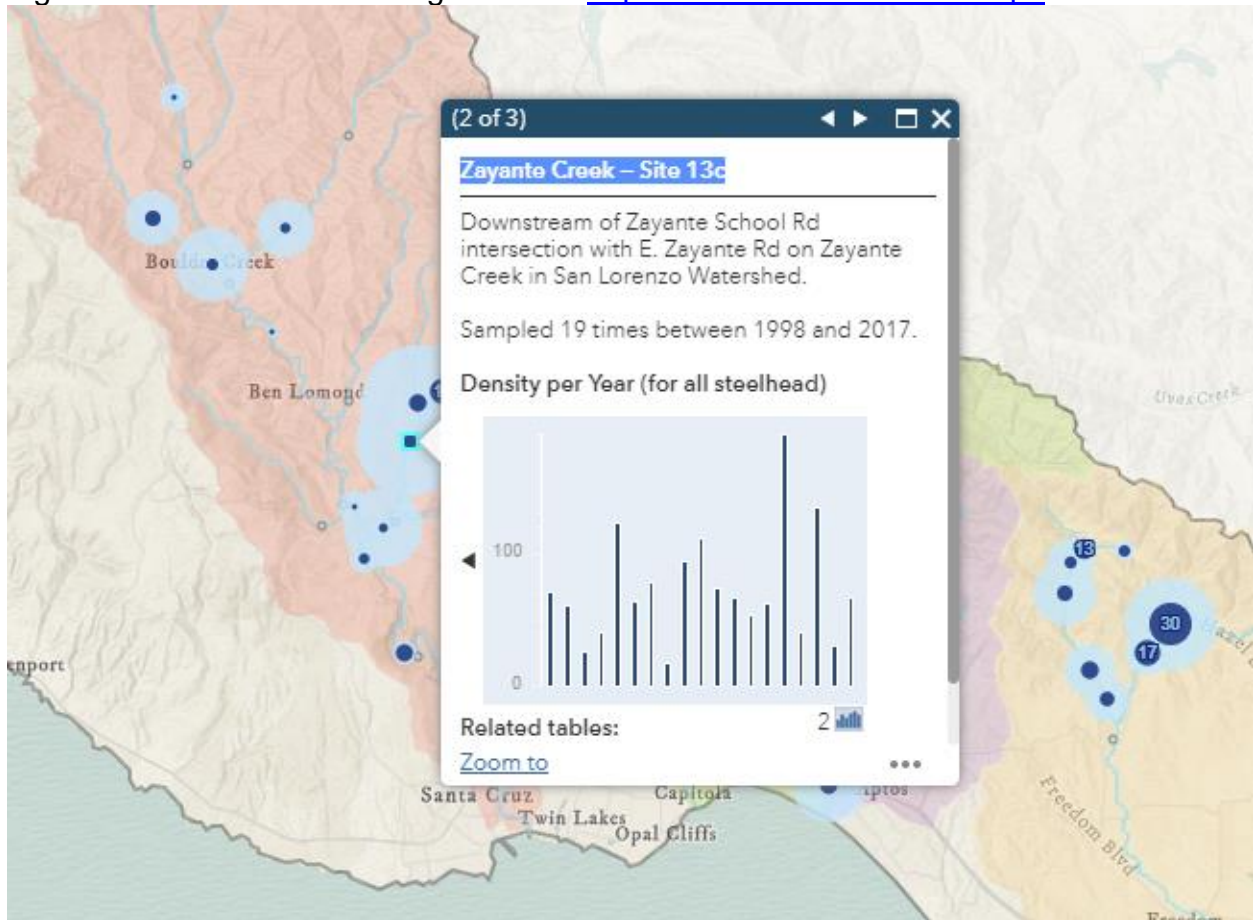 (2 of 3)
Zayante Creek – Site 13c
Downstream of Zayante School Rd
intersection with E. Zayante Rd on Zayante
Creek in San Lorenzo Watershed.
Sampled 19 times between 1998 and 2017.
Density per Year (for all steelhead)
100
0
Related tables:
2
Zoom to
Boulder Creek
Ben Lomond
Uvas Creek
13
30
17
Santa Cruz
Capitola
Twin Lakes
Opal Cliffs
Freedom Blvd
Freedom